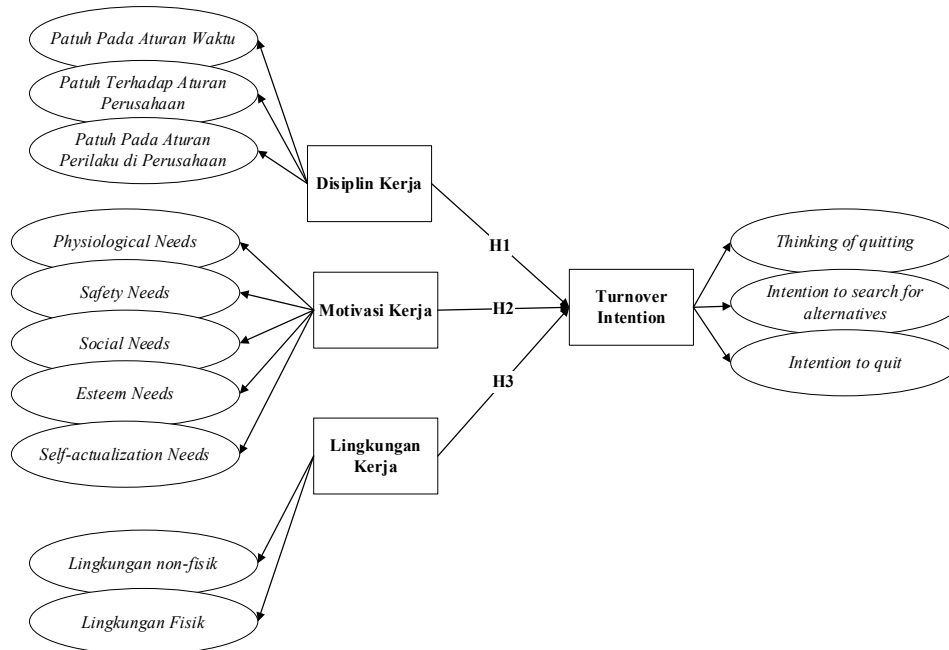 Patuh Pada Aturan Waktu
Patuh Terhadap Aturan
Perusahaan
Patuh Pada Aturan
Perilaku di Perusahaan
Disiplin Kerja
H1
Physiological Needs
Safety Needs
Social Needs
Esteem Needs
Self-actualization Needs
Motivasi Kerja
H2
Turnover
Intention
Thinking of quitting
Intention to search for
alternatives
Intention to quit
H3
Lingkungan
Kerja
Lingkungan non-fisik
Lingkungan Fisik